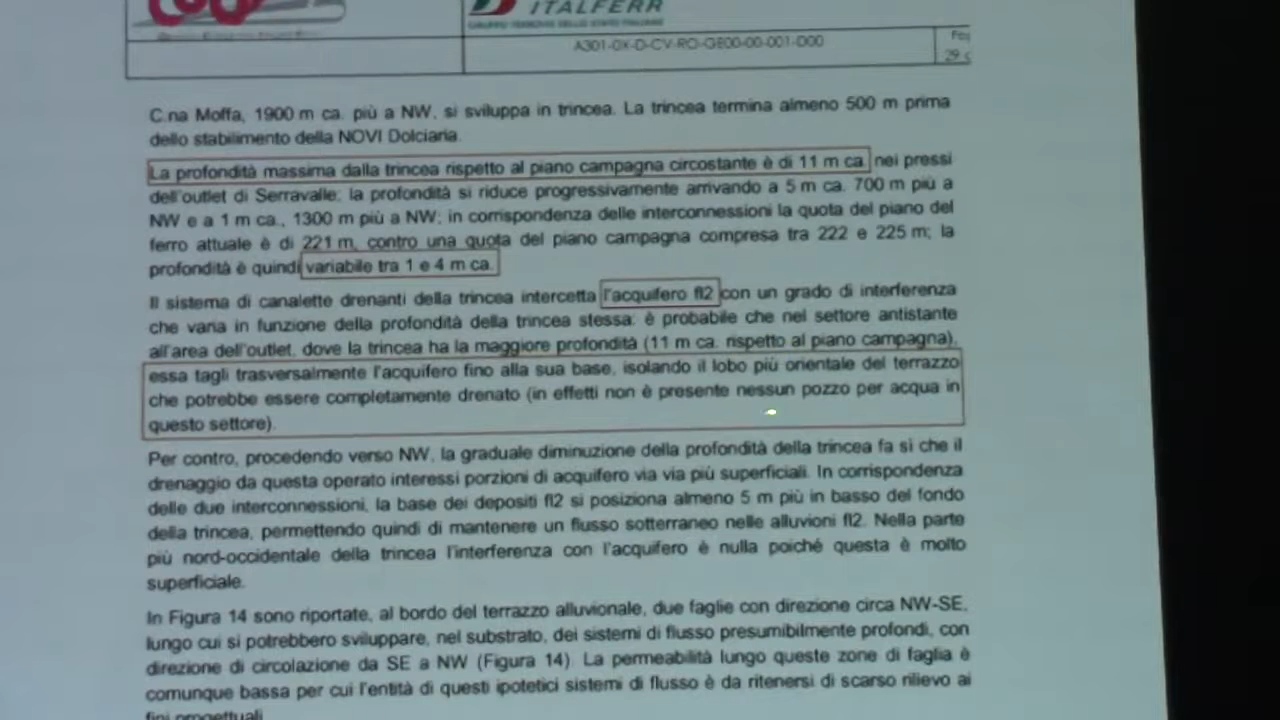 ITALFERR
GRUPPO FERROVIE DELLO STATO ITALIANE
A301-0X-D-CV-RO-GE00-00-001-D00
29
C.na Moffa, 1900 m ca. più a NW, si sviluppa in trincea. La trincea termina almeno 500 m prima
dello stabilimento della NOVI Dolciaria.
La profondità massima dalla trincea rispetto al piano campagna circostante è di 11 m ca. nei pressi
dell'outlet di Serravalle; la profondità si riduce progressivamente arrivando a 5 m ca. 700 m più a
NW e a 1 m ca., 1300 m più a NW; in corrispondenza delle interconnessioni la quota del piano del
ferro attuale è di 221 m, contro una quota del piano campagna compresa tra 222 e 225 m; la
profondità è quindi variabile tra 1 e 4 m ca.
Il sistema di canalette drenanti della trincea intercetta l'acquifero fl2 con un grado di interferenza
che varia in funzione della profondità della trincea stessa: è probabile che nel settore antistante
all'area dell'outlet, dove la trincea ha la maggiore profondità (11 m ca. rispetto al piano campagna),
essa tagli trasversalmente l'acquifero fino alla sua base, isolando il lobo più orientale del terrazzo
che potrebbe essere completamente drenato (in effetti non è presente nessun pozzo per acqua in
questo settore).
Per contro, procedendo verso NW, la graduale diminuzione della profondità della trincea fa sì che il
drenaggio da questa operato interessi porzioni di acquifero via via più superficiali. In corrispondenza
delle due interconnessioni, la base dei depositi fl2 si posiziona almeno 5 m più in basso del fondo
della trincea, permettendo quindi di mantenere un flusso sotterraneo nelle alluvioni fl2. Nella parte
più nord-occidentale della trincea l'interferenza con l'acquifero è nulla poiché questa è molto
superficiale.
In Figura 14 sono riportate, al bordo del terrazzo alluvionale, due faglie con direzione circa NW-SE,
lungo cui si potrebbero sviluppare, nel substrato, dei sistemi di flusso presumibilmente profondi, con
direzione di circolazione da SE a NW (Figura 14). La permeabilità lungo queste zone di faglia è
comunque bassa per cui l'entità di questi ipotetici sistemi di flusso è da ritenersi di scarso rilievo ai
fini progettuali